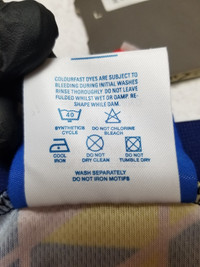 COLOURFAST DYES ARE SUBJECT TO
BLEEDING DURING INITIAL WASHES
RINSE THOROUGHLY DO NOT LEAVE
FULDED WHILST WET OR DAMP. RE-
SHAPE WHILE DAM
40
SYNTHETICS CYCLE
DO NOT CHLORINE BLEACH
COOL IRON
DO NOT DRY CLEAN
DO NOT TUMBLE DRY
WASH SEPARATELY
DO NOT IRON MOTIFS